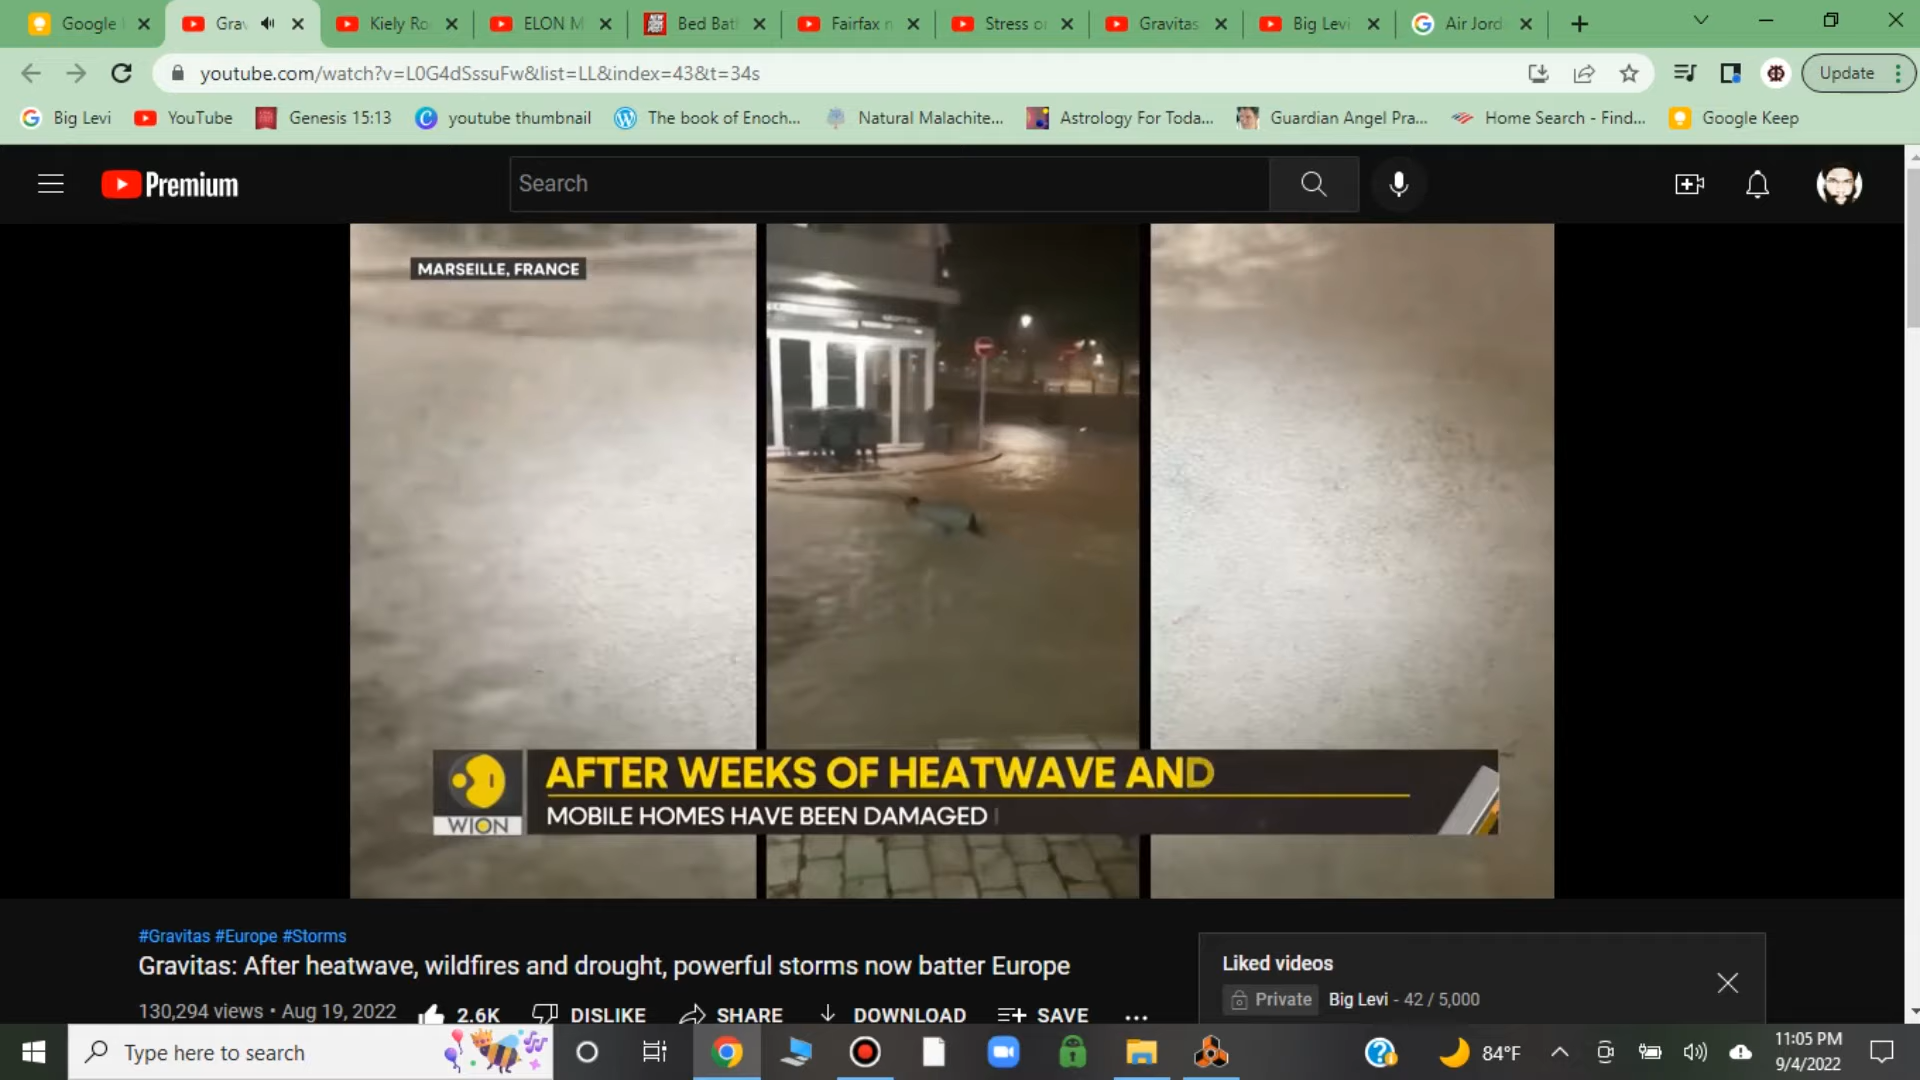 Google
Grav
Kiely Ro
ELON M
Bed Bat
Fairfax n
Stress or
Gravitas
Big Levi
Air Jord
youtube.com/watch?v=L0G4dSssuFw&list=LL&index=43&t=34s
Update
Big Levi
YouTube
Genesis 15:13
youtube thumbnail
The book of Enoch...
Natural Malachite...
Astrology For Toda...
Guardian Angel Pra...
Home Search - Find...
Google Keep
Premium
Search
MARSEILLE, FRANCE
AFTER WEEKS OF HEATWAVE AND
WION
MOBILE HOMES HAVE BEEN DAMAGED
#Gravitas #Europe #Storms
Gravitas: After heatwave, wildfires and drought, powerful storms now batter Europe
130,294 views • Aug 19, 2022
2.6K
DISLIKE
SHARE
DOWNLOAD
SAVE
Liked videos
Private
Big Levi - 42 / 5,000
Type here to search
84°F
11:05 PM
9/4/2022